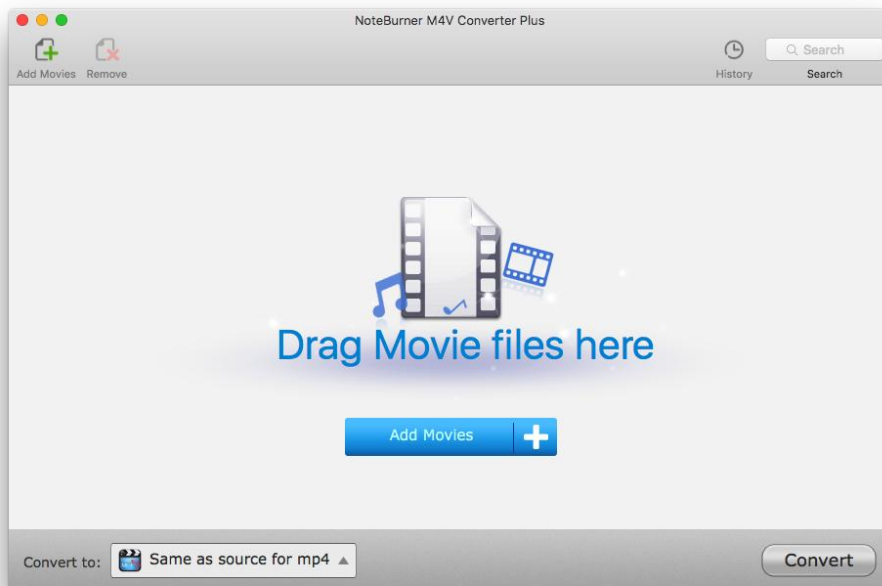 NoteBurner M4V Converter Plus
Add Movies Remove
Search
History Search
Drag Movie files here
Add Movies
Convert to: Same as source for mp4 Convert